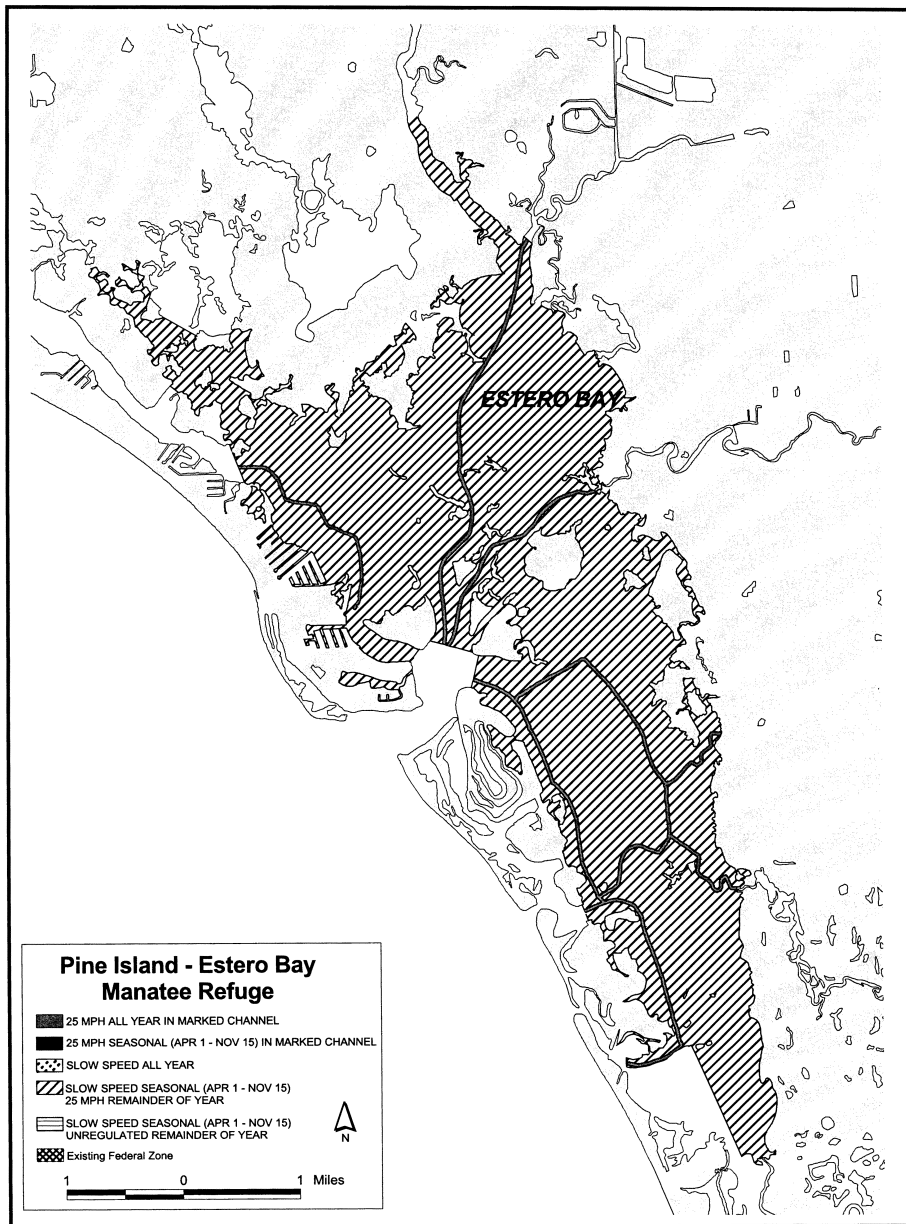 ESTERO BAY
Pine Island - Estero Bay
Manatee Refuge
25 MPH ALL YEAR IN MARKED CHANNEL
25 MPH SEASONAL (APR 1 - NOV 15) IN MARKED CHANNEL
SLOW SPEED ALL YEAR
SLOW SPEED SEASONAL (APR 1 - NOV 15)
25 MPH REMAINDER OF YEAR
SLOW SPEED SEASONAL (APR 1 - NOV 15)
UNREGULATED REMAINDER OF YEAR
N
Existing Federal Zone
1 0 1 Miles